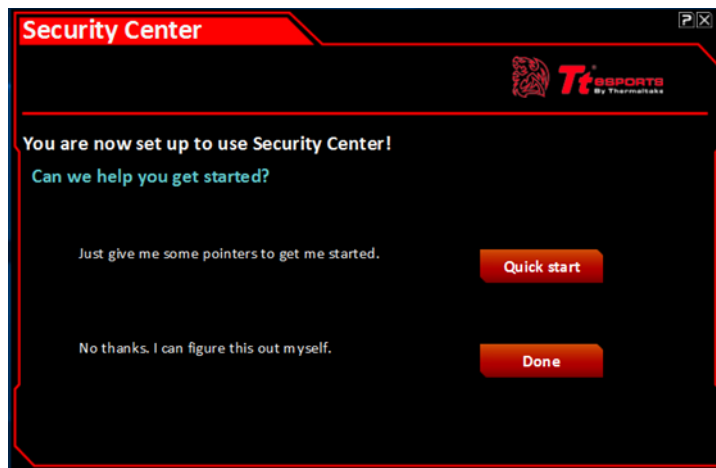 Security Center
Tt eSPORTS
By Thermaltake
You are now set up to use Security Center!
Can we help you get started?
Just give me some pointers to get me started.
Quick start
No thanks. I can figure this out myself.
Done